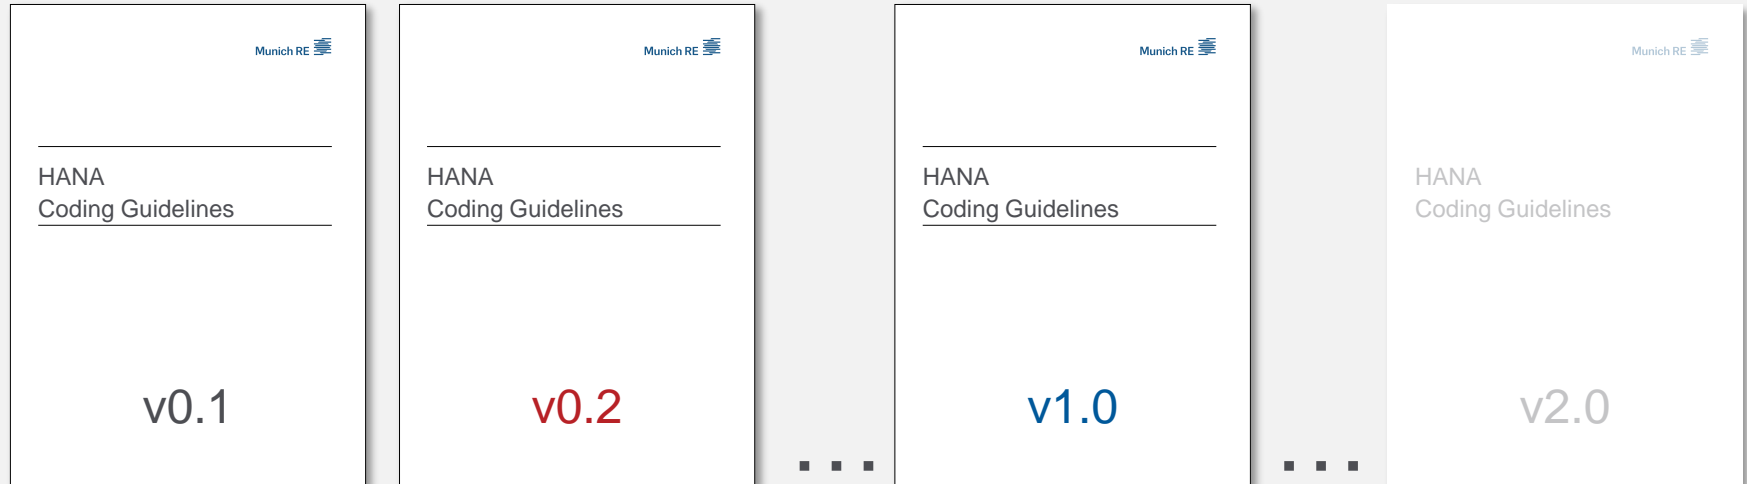 Munich RE
HANA
Coding Guidelines
v0.1
Munich RE
HANA
Coding Guidelines
v0.2
...
Munich RE
HANA
Coding Guidelines
v1.0
...
Munich RE
HANA
Coding Guidelines
v2.0